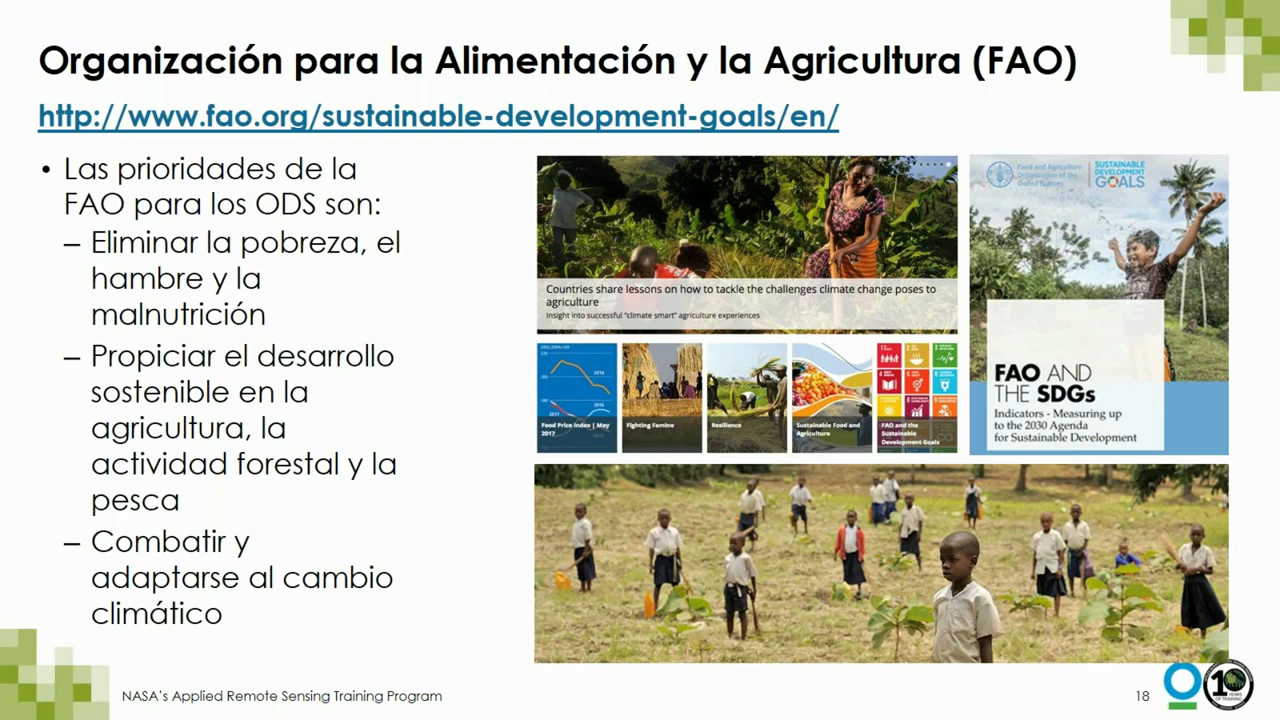 Organización para la Alimentación y la Agricultura (FAO)
http://www.fao.org/sustainable-development-goals/en/
• Las prioridades de la
FAO para los ODS son:
– Eliminar la pobreza, el
hambre y la
malnutrición
– Propiciar el desarrollo
sostenible en la
agricultura, la
actividad forestal y la
pesca
– Combatir y
adaptarse al cambio
climático
Countries share lessons on how to tackle the challenges climate change poses to
agriculture
Insight into successful "climate smart" agriculture experiences
2016
2017
Food Price Index | May
2017
Fighting Famine
Resilience
Sustainable Food and
Agriculture
FAO and the
Sustainable
Development Goals
Food and Agriculture
Organization of the
United Nations
SUSTAINABLE
DEVELOPMENT
GOALS
FAO AND
THE SDGs
Indicators - Measuring up
to the 2030 Agenda
for Sustainable Development
NASA's Applied Remote Sensing Training Program
18
10
YEARS
OF TRAINING